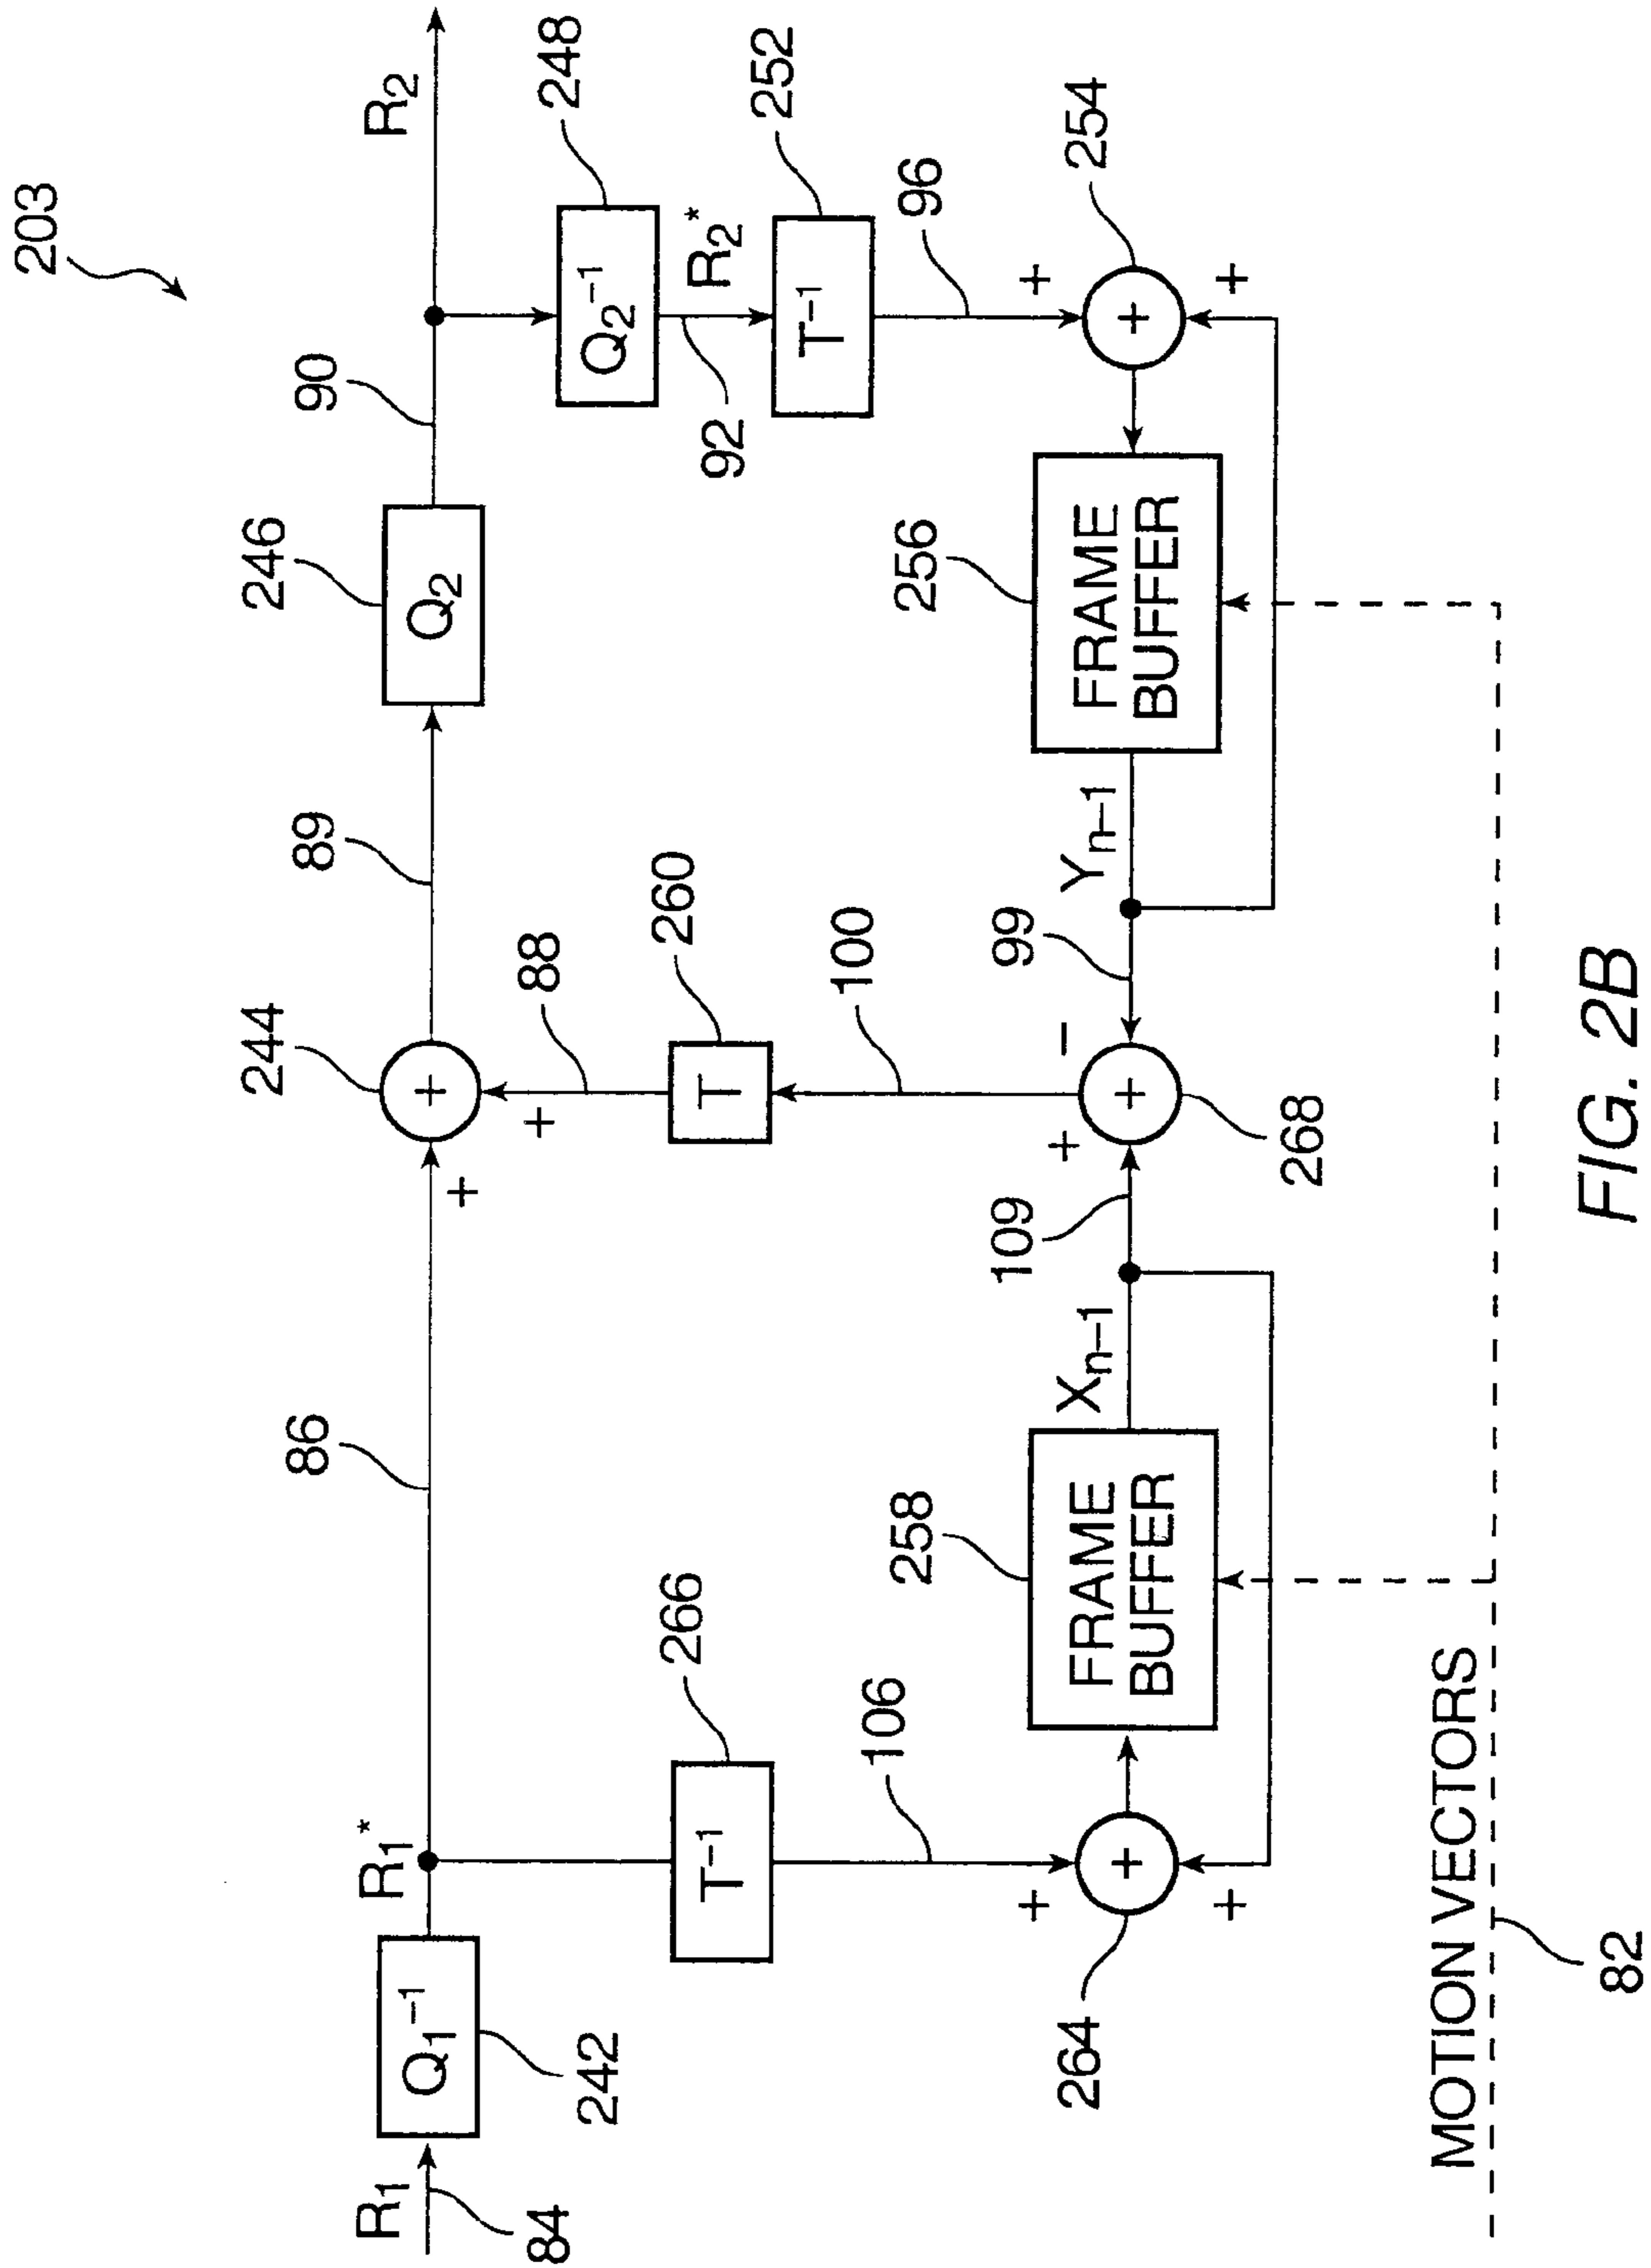 203
R₁
84
Q₁⁻¹
242
R₁*
86
+
244
+
89
246
Q₂
90
R₂
248
Q₂⁻¹
R₂*
92
252
T⁻¹
96
+
254
+
+
266
T⁻¹
106
+
264
+
+
258
FRAME
BUFFER
Xₙ₋₁
109
+
268
+
−
100
260
T
88
+
99
Yₙ₋₁
256
FRAME
BUFFER
MOTION VECTORS
82
FIG. 2B